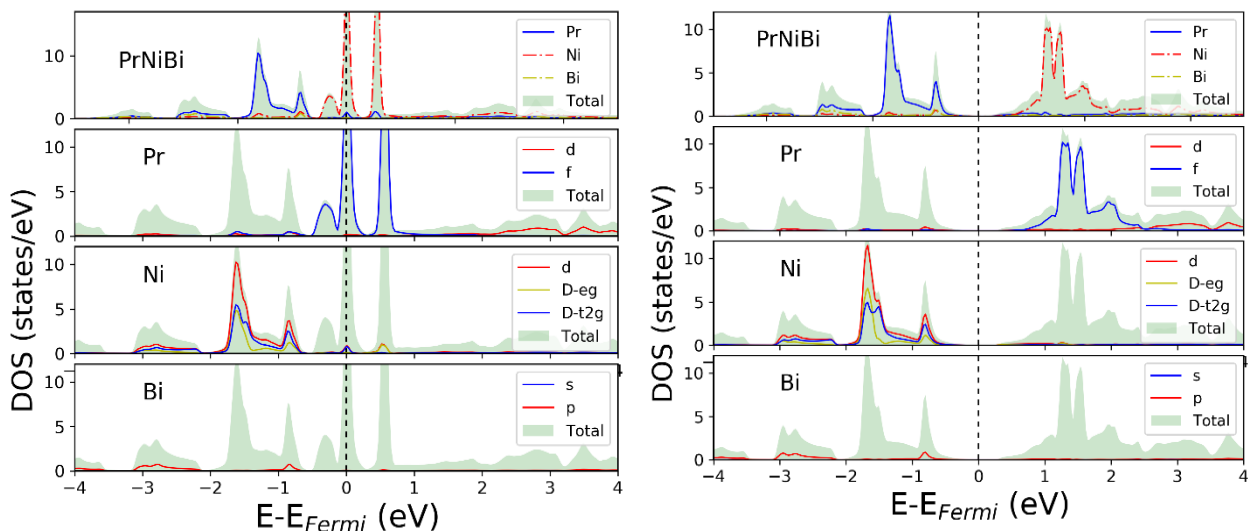 PrNiBi
Pr
Ni
Bi
Total
10
5
0
Pr
d
f
Total
10
5
0
Ni
d
D-eg
D-t2g
Total
10
5
0
Bi
s
p
Total
10
5
0
DOS (states/eV)
−4 −3 −2 −1 0 1 2 3 4
E-E_Fermi (eV)
PrNiBi
Pr
Ni
Bi
Total
10
5
0
Pr
d
f
Total
10
5
0
Ni
d
D-eg
D-t2g
Total
10
5
0
Bi
s
p
Total
10
5
0
DOS (states/eV)
−4 −3 −2 −1 0 1 2 3 4
E-E_Fermi (eV)